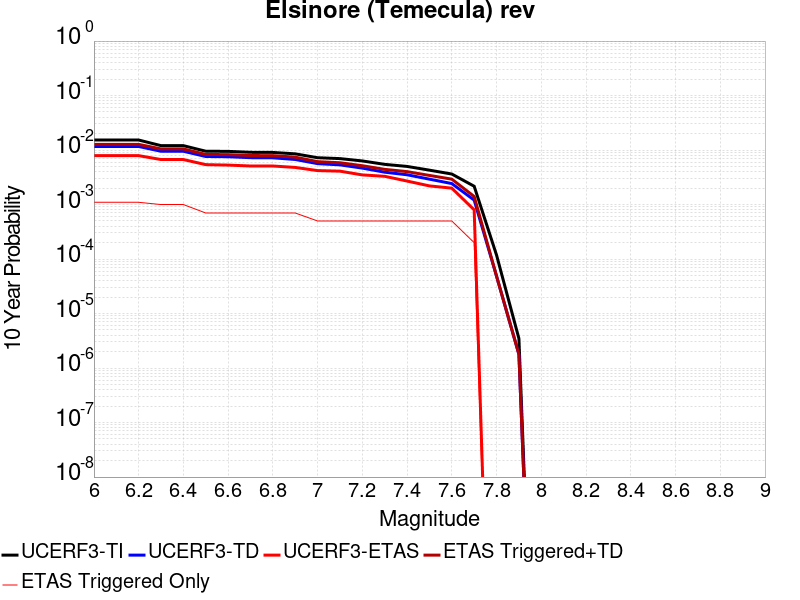 Elsinore (Temecula) rev
10 0
10 -1
10 -2
10 -3
10 -4
10 -5
10 -6
10 -7
10 -8
10 Year Probability
6 6.2 6.4 6.6 6.8 7 7.2 7.4 7.6 7.8 8 8.2 8.4 8.6 8.8 9
Magnitude
UCERF3-TI UCERF3-TD UCERF3-ETAS ETAS Triggered+TD
ETAS Triggered Only